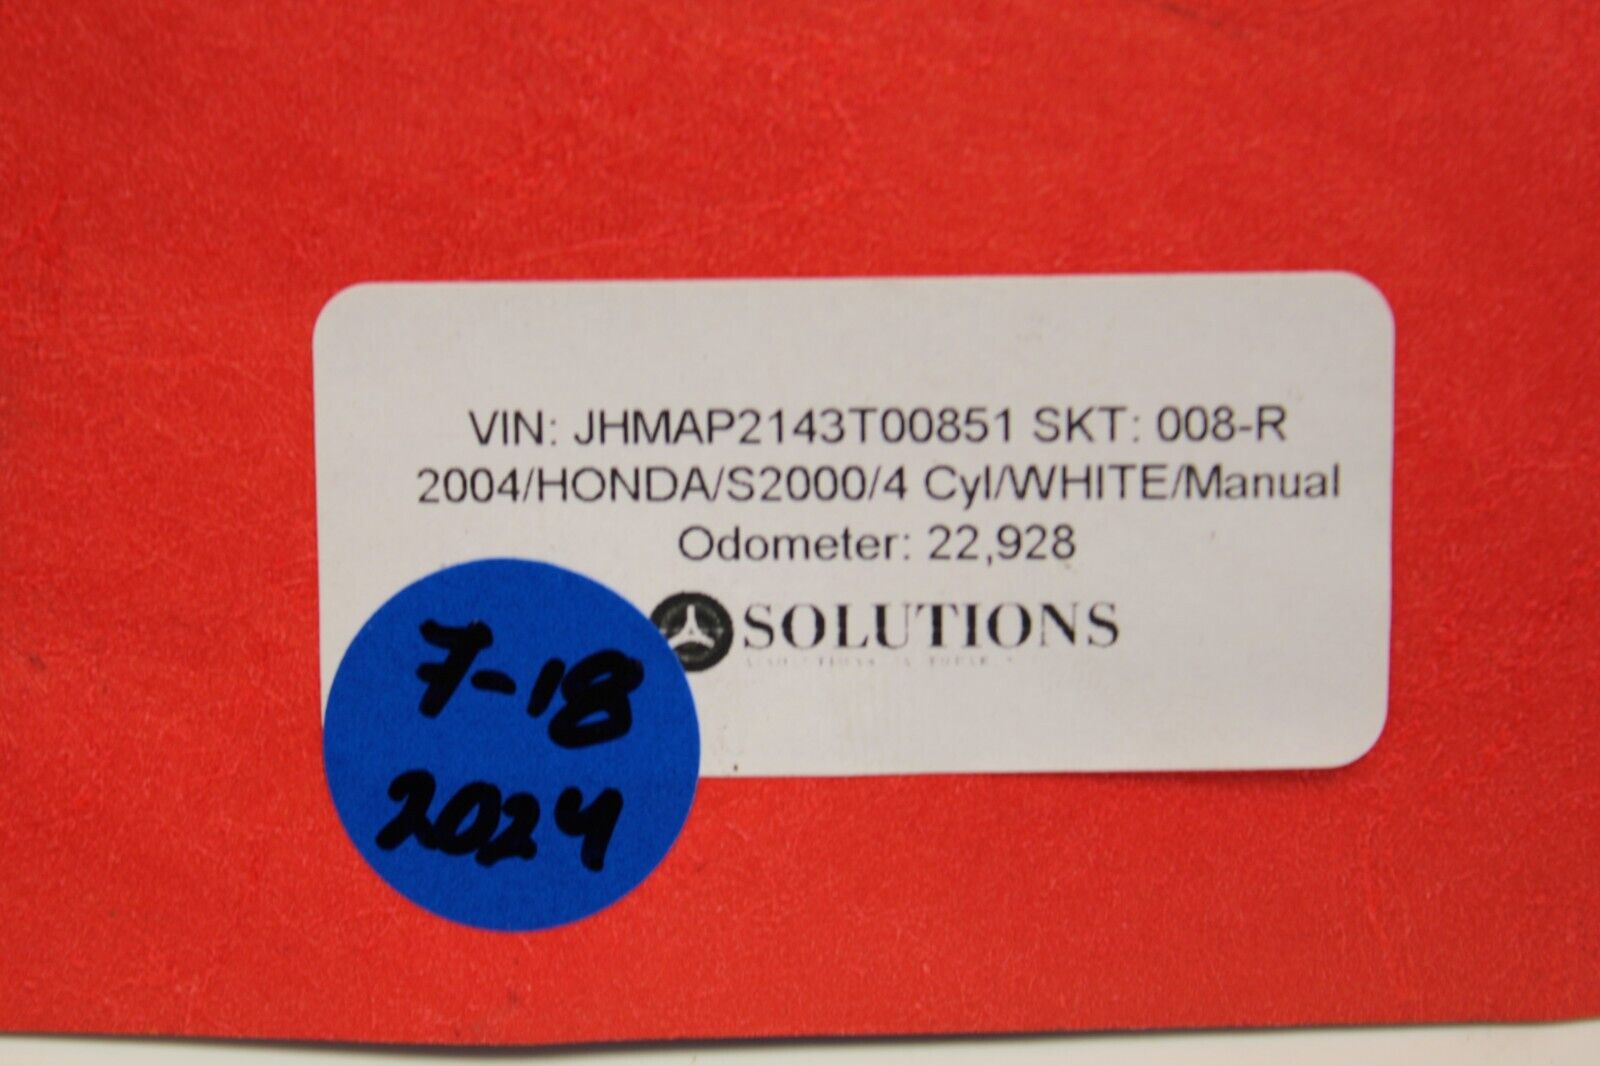 VIN: JHMAP2143T00851 SKT: 008-R
2004/HONDA/S2000/4 Cyl/WHITE/Manual
Odometer: 22,928
SOLUTIONS
7-18
2024